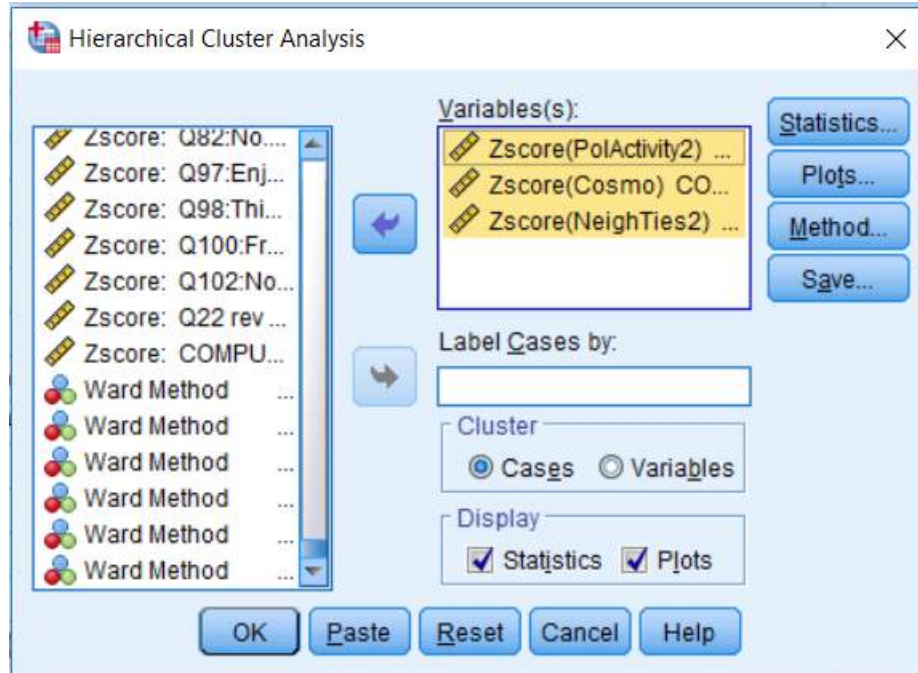 Hierarchical Cluster Analysis
Zscore: Q82:No....
Zscore: Q97:Enj...
Zscore: Q98:Thi...
Zscore: Q100:Fr...
Zscore: Q102:No...
Zscore: Q22 rev ...
Zscore: COMPU...
Ward Method ...
Ward Method ...
Ward Method ...
Ward Method ...
Ward Method ...
Ward Method ...
Variables(s):
Zscore(PolActivity2) ...
Zscore(Cosmo) CO...
Zscore(NeighTies2) ...
Label Cases by:
Cluster
Cases Variables
Display
Statistics Plots
Statistics...
Plots...
Method...
Save...
OK Paste Reset Cancel Help